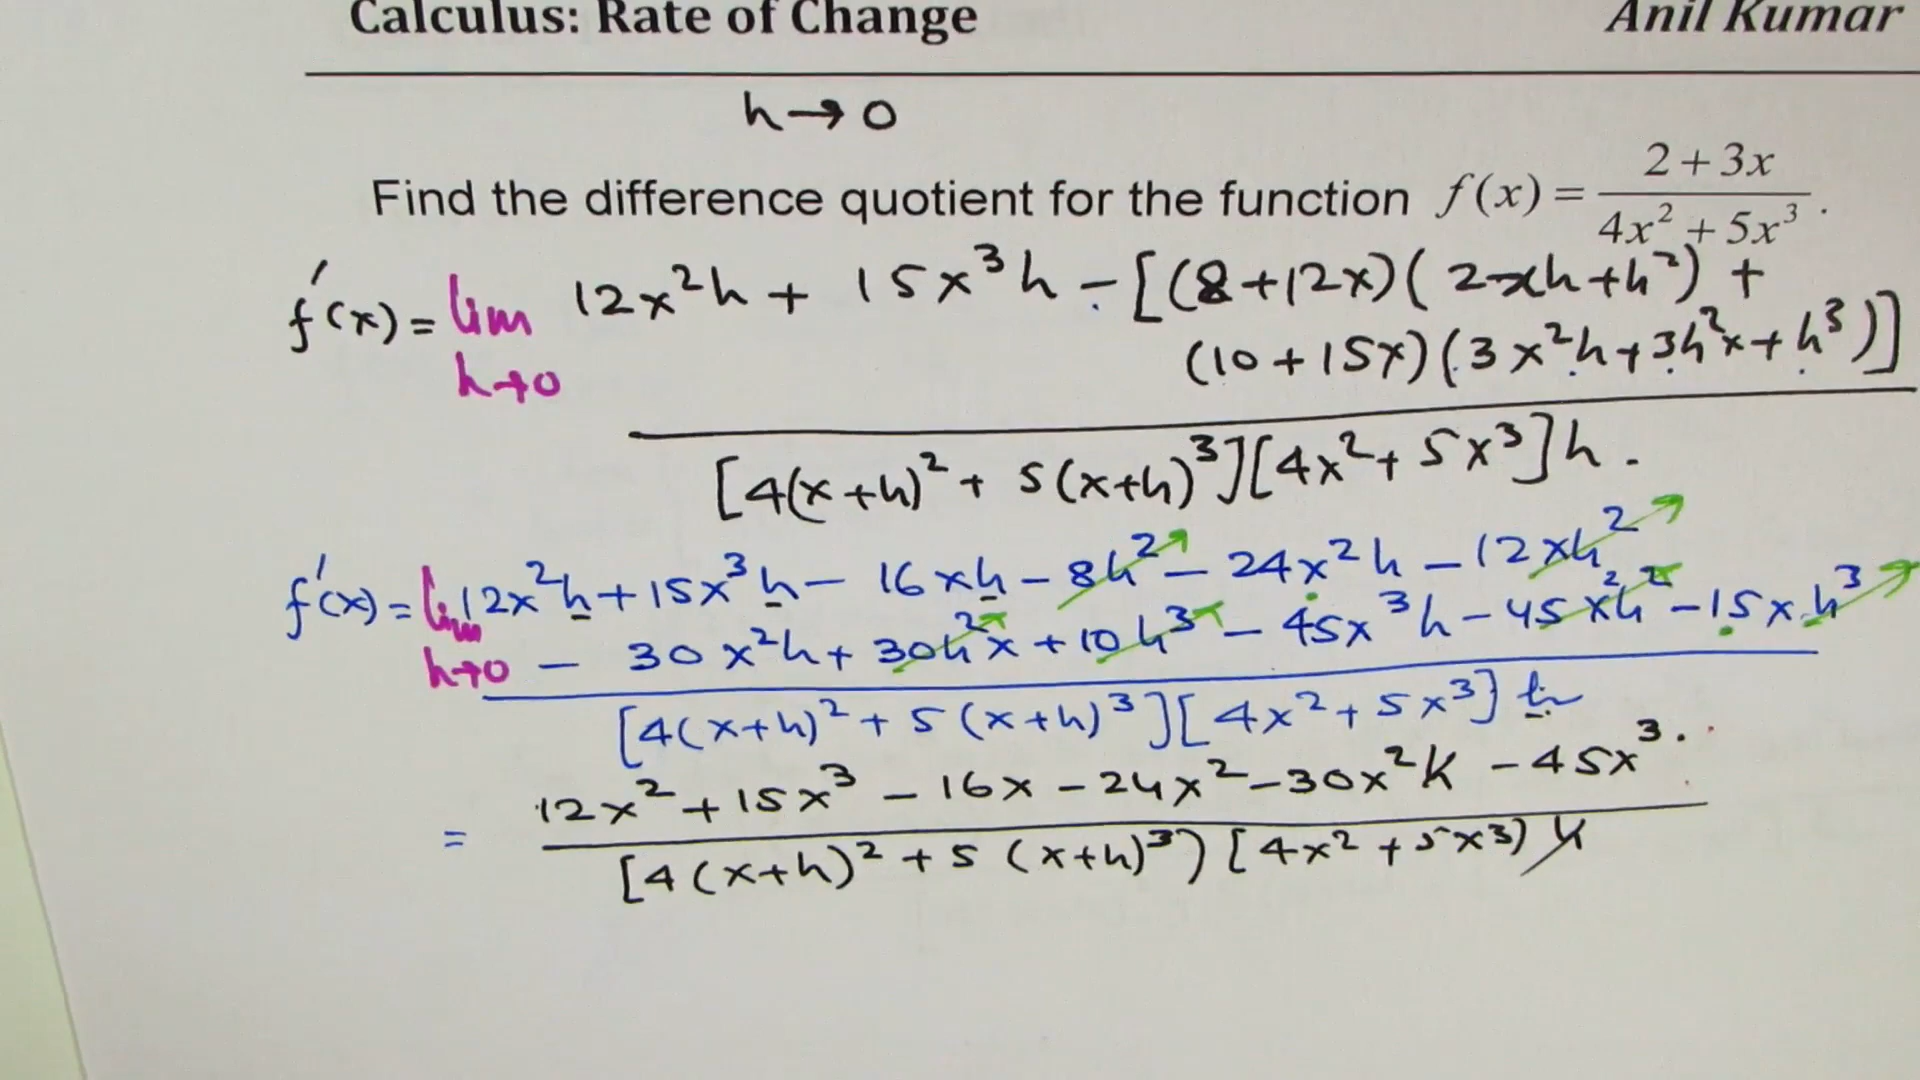 Calculus: Rate of Change Anil Kumar
h→0
Find the difference quotient for the function f(x) = (2+3x)/(4x²+5x³).
f'(x) = lim h→0 12x²h + 15x³h - [(8+12x)(2xh+h²) +
(10+15x)(3x²h+3h²x+h³)]
[4(x+h)² + 5(x+h)³][4x²+5x³]h.
f'(x) = lim h→0 12x²h + 15x³h - 16xh - 8h² - 24x²h - 12xh²
- 30x²h + 30h²x + 10h³ - 45x³h - 45x²h² - 15xh³
[4(x+h)² + 5(x+h)³][4x²+5x³]h
= 12x² + 15x³ - 16x - 24x² - 30x²h - 45x³.
[4(x+h)² + 5(x+h)³)[4x²+5x³)h